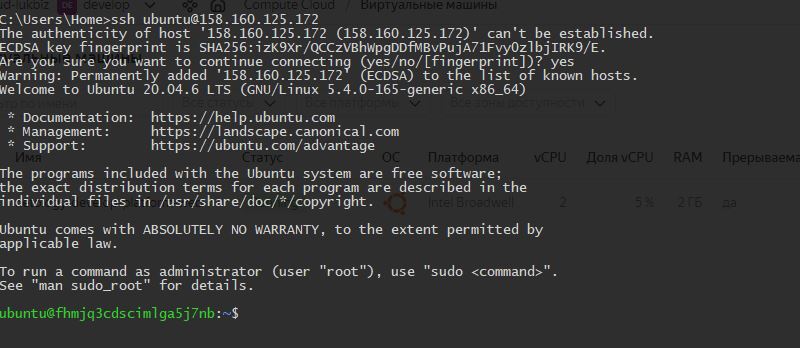 ud-lukbiz develop Compute Cloud / Виртуальные машины
C:\Users\Home>ssh ubuntu@158.160.125.172
The authenticity of host '158.160.125.172 (158.160.125.172)' can't be established.
ECDSA key fingerprint is SHA256:izK9Xr/QCCzVBhWpgDDfMBvPujA71Fvy0zlbjIRK9/E.
Are you sure you want to continue connecting (yes/no/[fingerprint])? yes
Warning: Permanently added '158.160.125.172' (ECDSA) to the list of known hosts.
Welcome to Ubuntu 20.04.6 LTS (GNU/Linux 5.4.0-165-generic x86_64)
Все статусы Все платформы Все зоны доступности
* Documentation: https://help.ubuntu.com
* Management: https://landscape.canonical.com
* Support: https://ubuntu.com/advantage
Имя Статус ОС Платформа vCPU Доля vCPU RAM Прерываема
The programs included with the Ubuntu system are free software;
the exact distribution terms for each program are described in the
individual files in /usr/share/doc/*/copyright.
Intel Broadwell 2 5 % 2 ГБ да
Ubuntu comes with ABSOLUTELY NO WARRANTY, to the extent permitted by
applicable law.
To run a command as administrator (user "root"), use "sudo <command>".
See "man sudo_root" for details.
ubuntu@fhmjq3cdscimlga5j7nb:~$